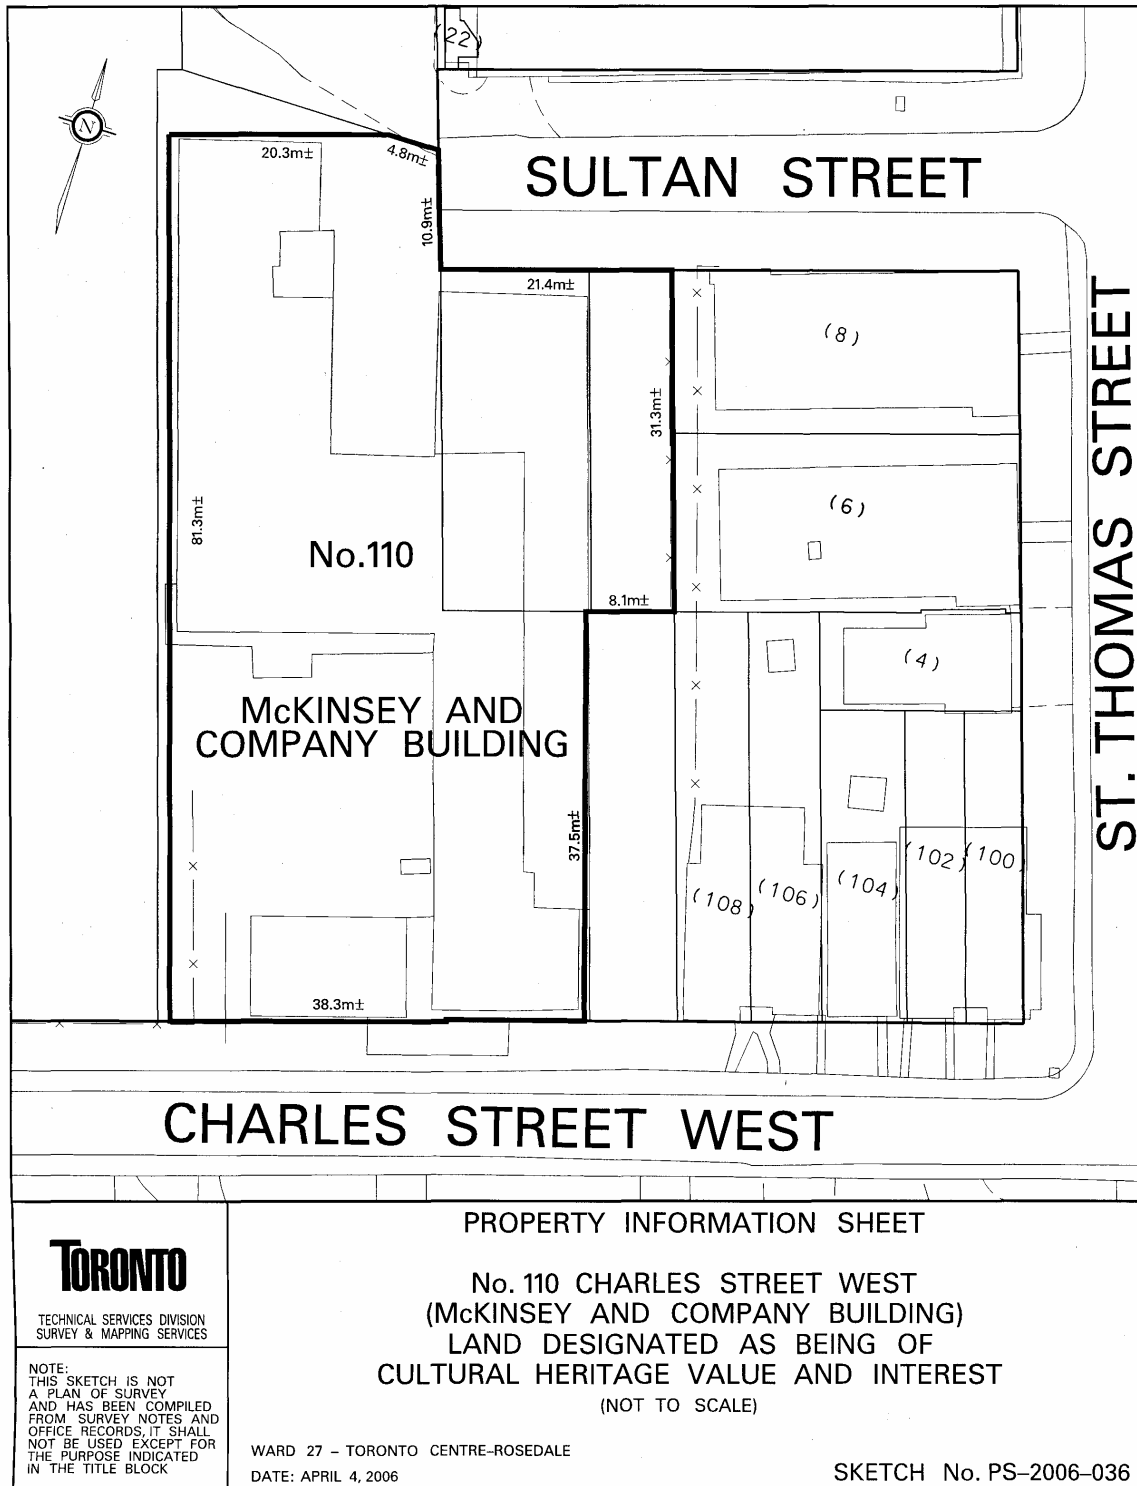 (22)
N
20.3m±
4.8m±
SULTAN STREET
10.9m±
21.4m±
(8)
31.3m±
ST. THOMAS STREET
81.3m±
(6)
No.110
8.1m±
(4)
McKINSEY AND
COMPANY BUILDING
37.5m±
(108)
(106)
(104)
(102)
(100)
38.3m±
CHARLES STREET WEST
PROPERTY INFORMATION SHEET
No. 110 CHARLES STREET WEST
(McKINSEY AND COMPANY BUILDING)
LAND DESIGNATED AS BEING OF
CULTURAL HERITAGE VALUE AND INTEREST
(NOT TO SCALE)
TORONTO
TECHNICAL SERVICES DIVISION
SURVEY & MAPPING SERVICES
NOTE:
THIS SKETCH IS NOT
A PLAN OF SURVEY
AND HAS BEEN COMPILED
FROM SURVEY NOTES AND
OFFICE RECORDS, IT SHALL
NOT BE USED EXCEPT FOR
THE PURPOSE INDICATED
IN THE TITLE BLOCK
WARD 27 – TORONTO CENTRE–ROSEDALE
DATE: APRIL 4, 2006
SKETCH No. PS–2006–036